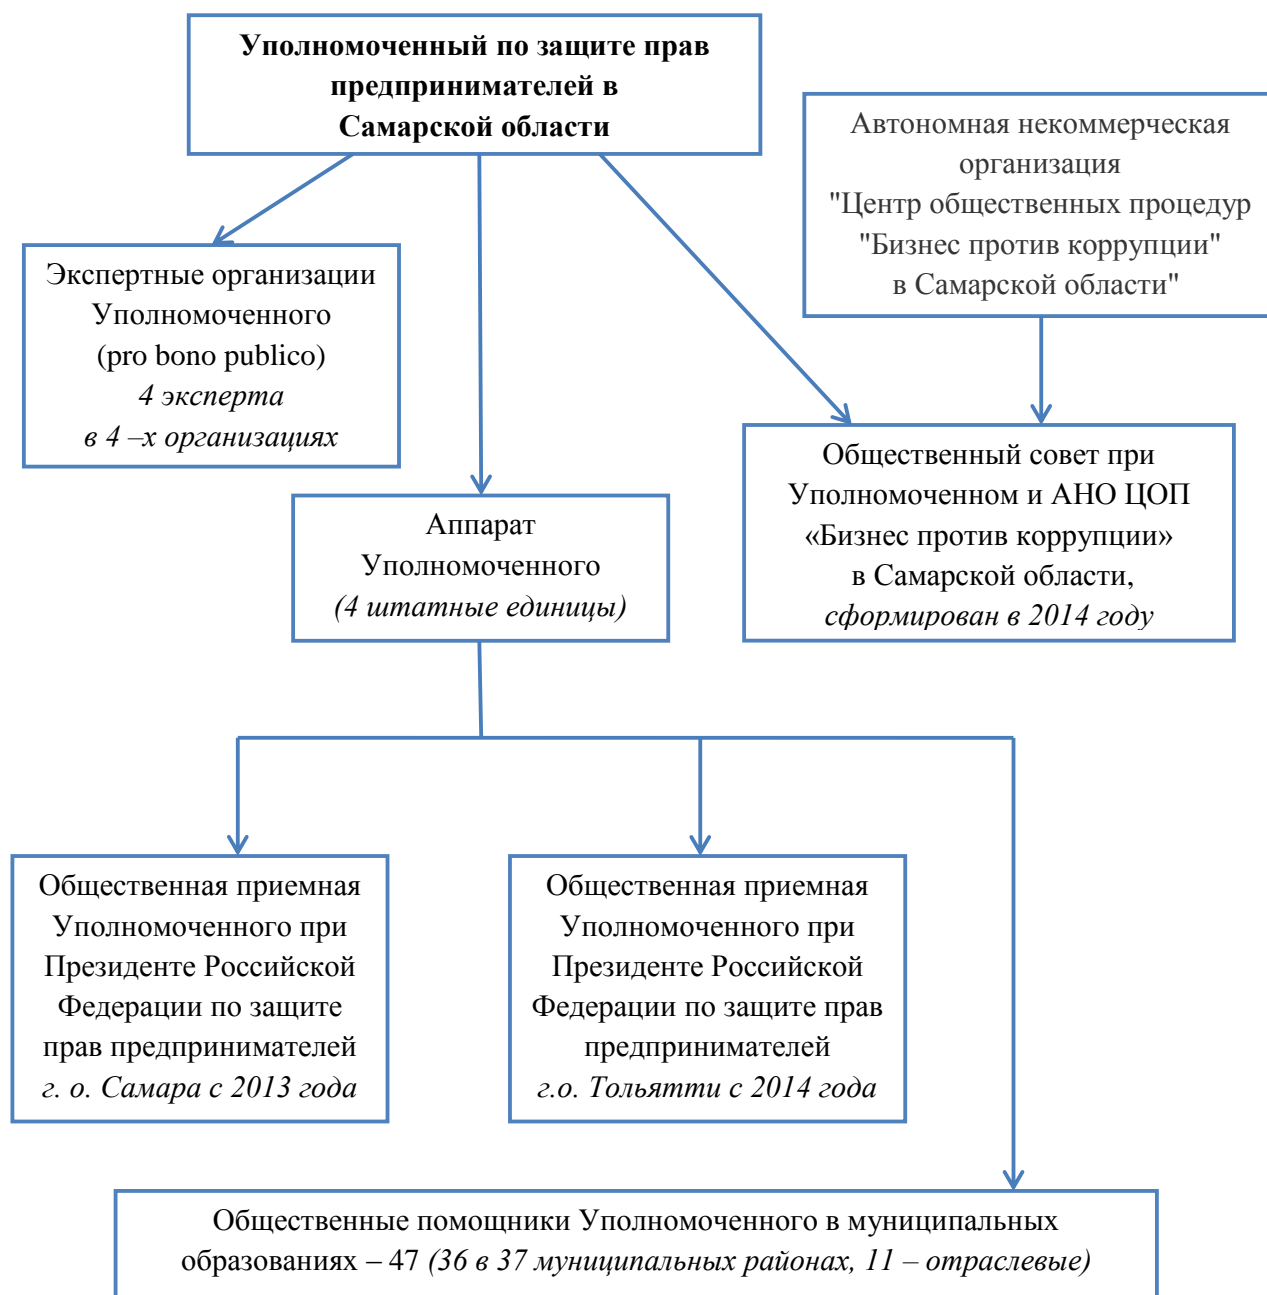 Уполномоченный по защите прав
предпринимателей в
Самарской области
Автономная некоммерческая
организация
"Центр общественных процедур
"Бизнес против коррупции"
в Самарской области"
Экспертные организации
Уполномоченного
(pro bono publico)
4 эксперта
в 4 –х организациях
Общественный совет при
Уполномоченном и АНО ЦОП
«Бизнес против коррупции»
в Самарской области,
сформирован в 2014 году
Аппарат
Уполномоченного
(4 штатные единицы)
Общественная приемная
Уполномоченного при
Президенте Российской
Федерации по защите
прав предпринимателей
г. о. Самара с 2013 года
Общественная приемная
Уполномоченного при
Президенте Российской
Федерации по защите прав
предпринимателей
г.о. Тольятти с 2014 года
Общественные помощники Уполномоченного в муниципальных
образованиях – 47 (36 в 37 муниципальных районах, 11 – отраслевые)